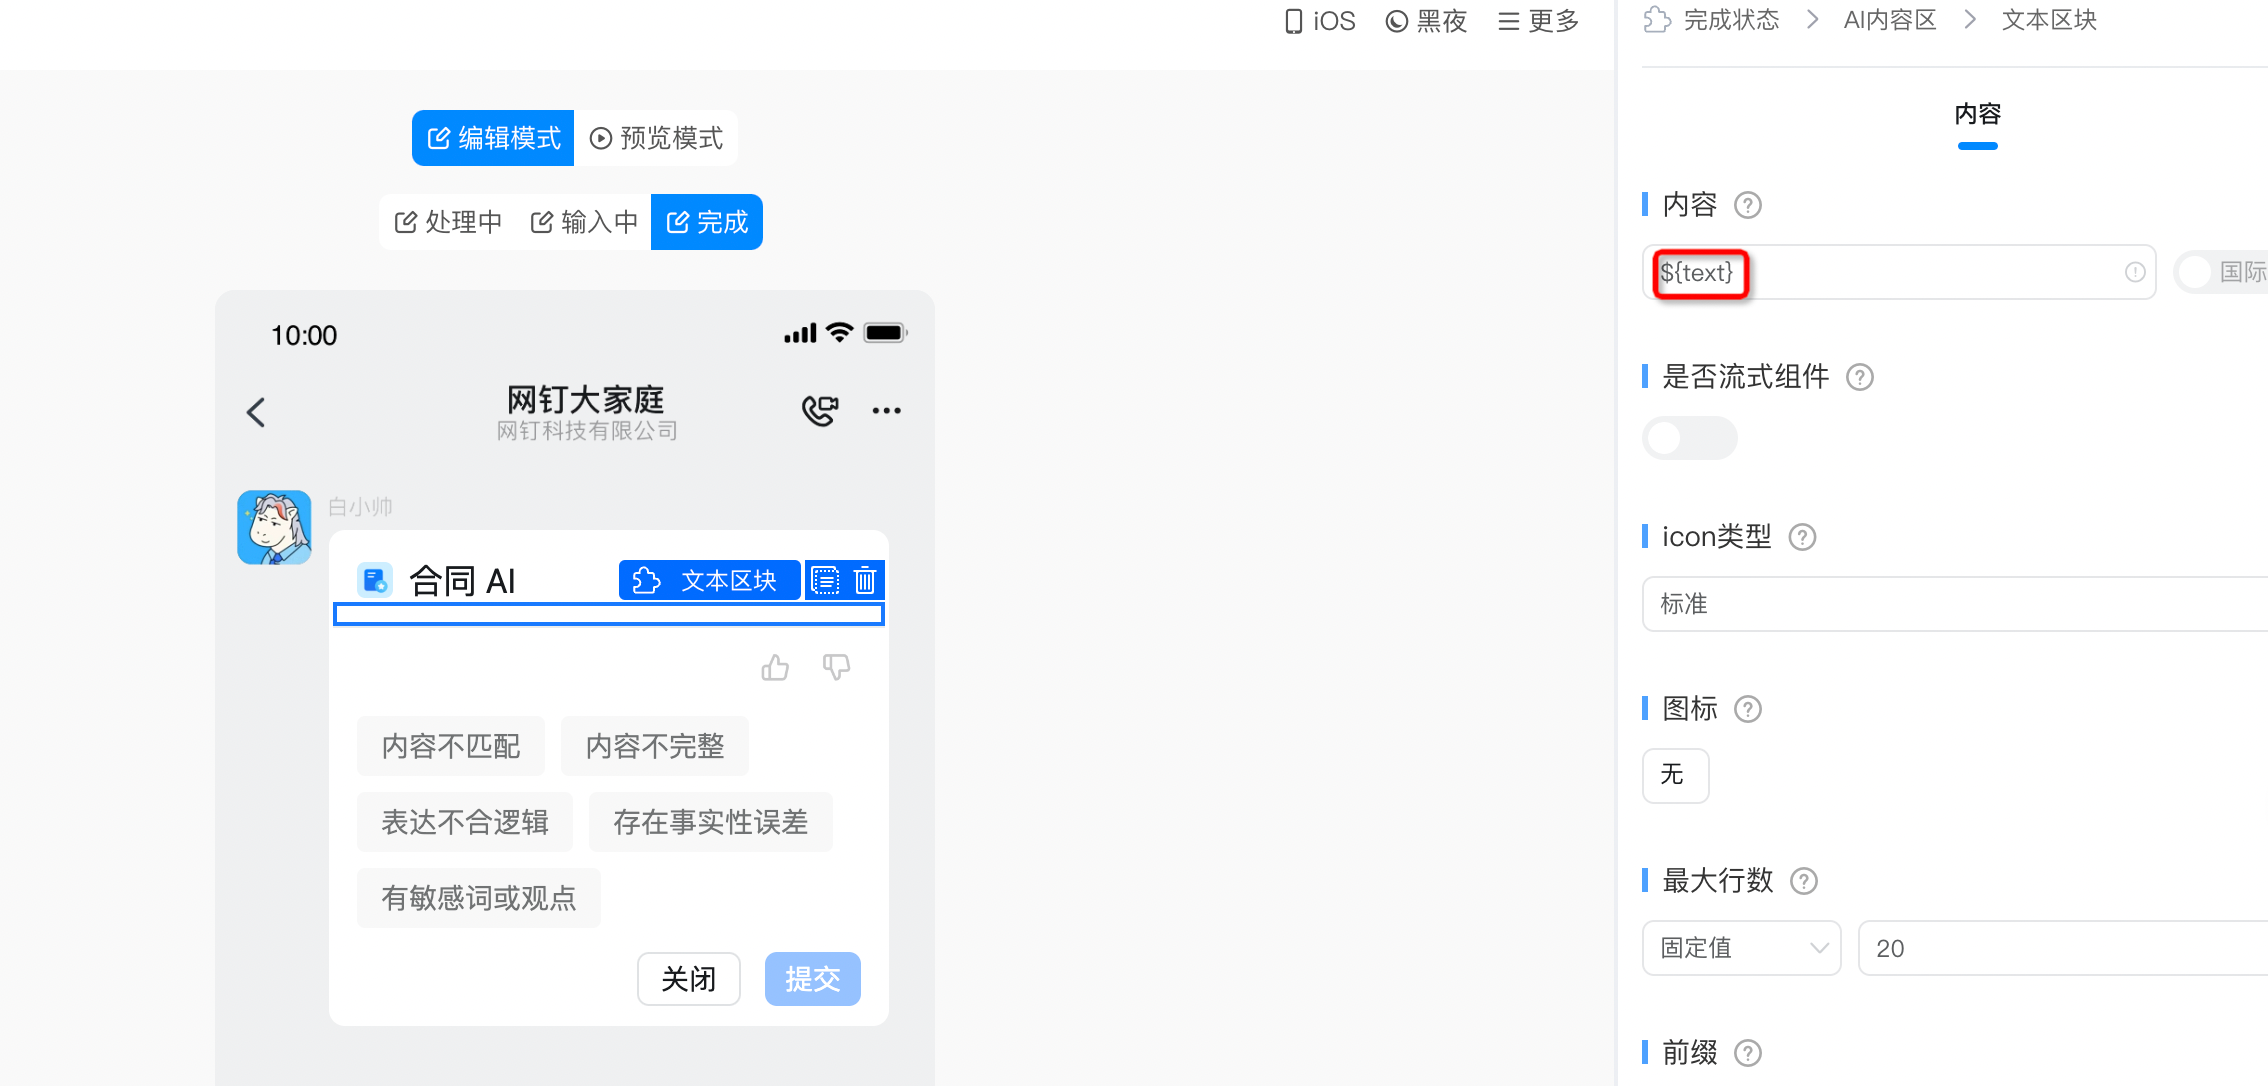 iOS 黑夜 更多
编辑模式 预览模式
处理中 输入中 完成
10:00
网钉大家庭
网钉科技有限公司
白小帅
合同 AI 文本区块
内容不匹配 内容不完整
表达不合逻辑 存在事实性误差
有敏感词或观点
关闭 提交
完成状态 > AI内容区 > 文本区块
内容
内容 ?
${text} 国际
是否流式组件 ?
icon类型 ?
标准
图标 ?
无
最大行数 ?
固定值 20
前缀 ?